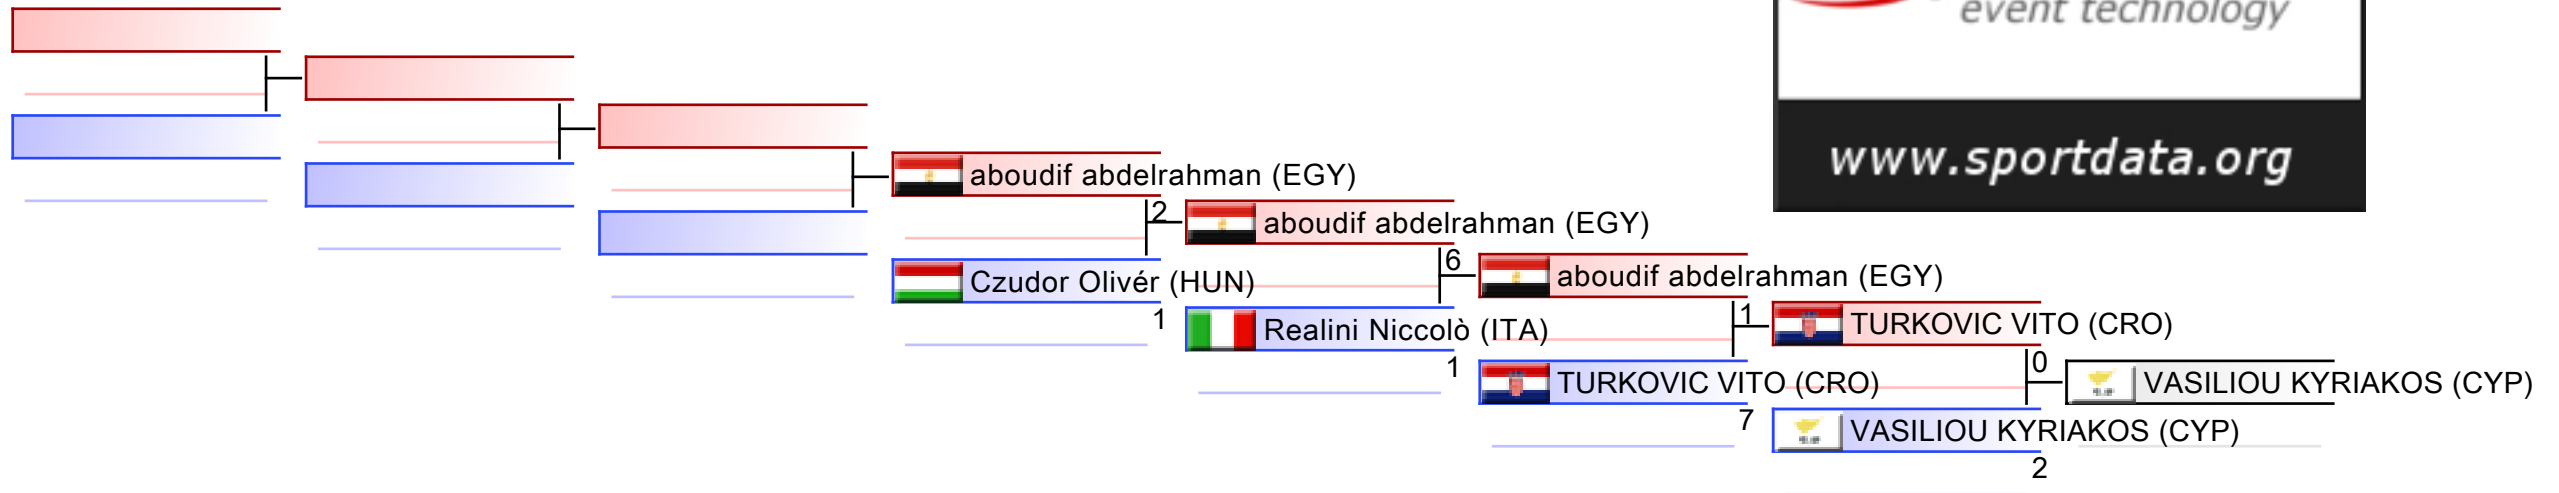 event technology
www.sportdata.org
aboudif abdelrahman (EGY)
2
aboudif abdelrahman (EGY)
Czudor Olivér (HUN)
1
6
aboudif abdelrahman (EGY)
Realini Niccolò (ITA)
1
1
TURKOVIC VITO (CRO)
TURKOVIC VITO (CRO)
7
0
VASILIOU KYRIAKOS (CYP)
VASILIOU KYRIAKOS (CYP)
2